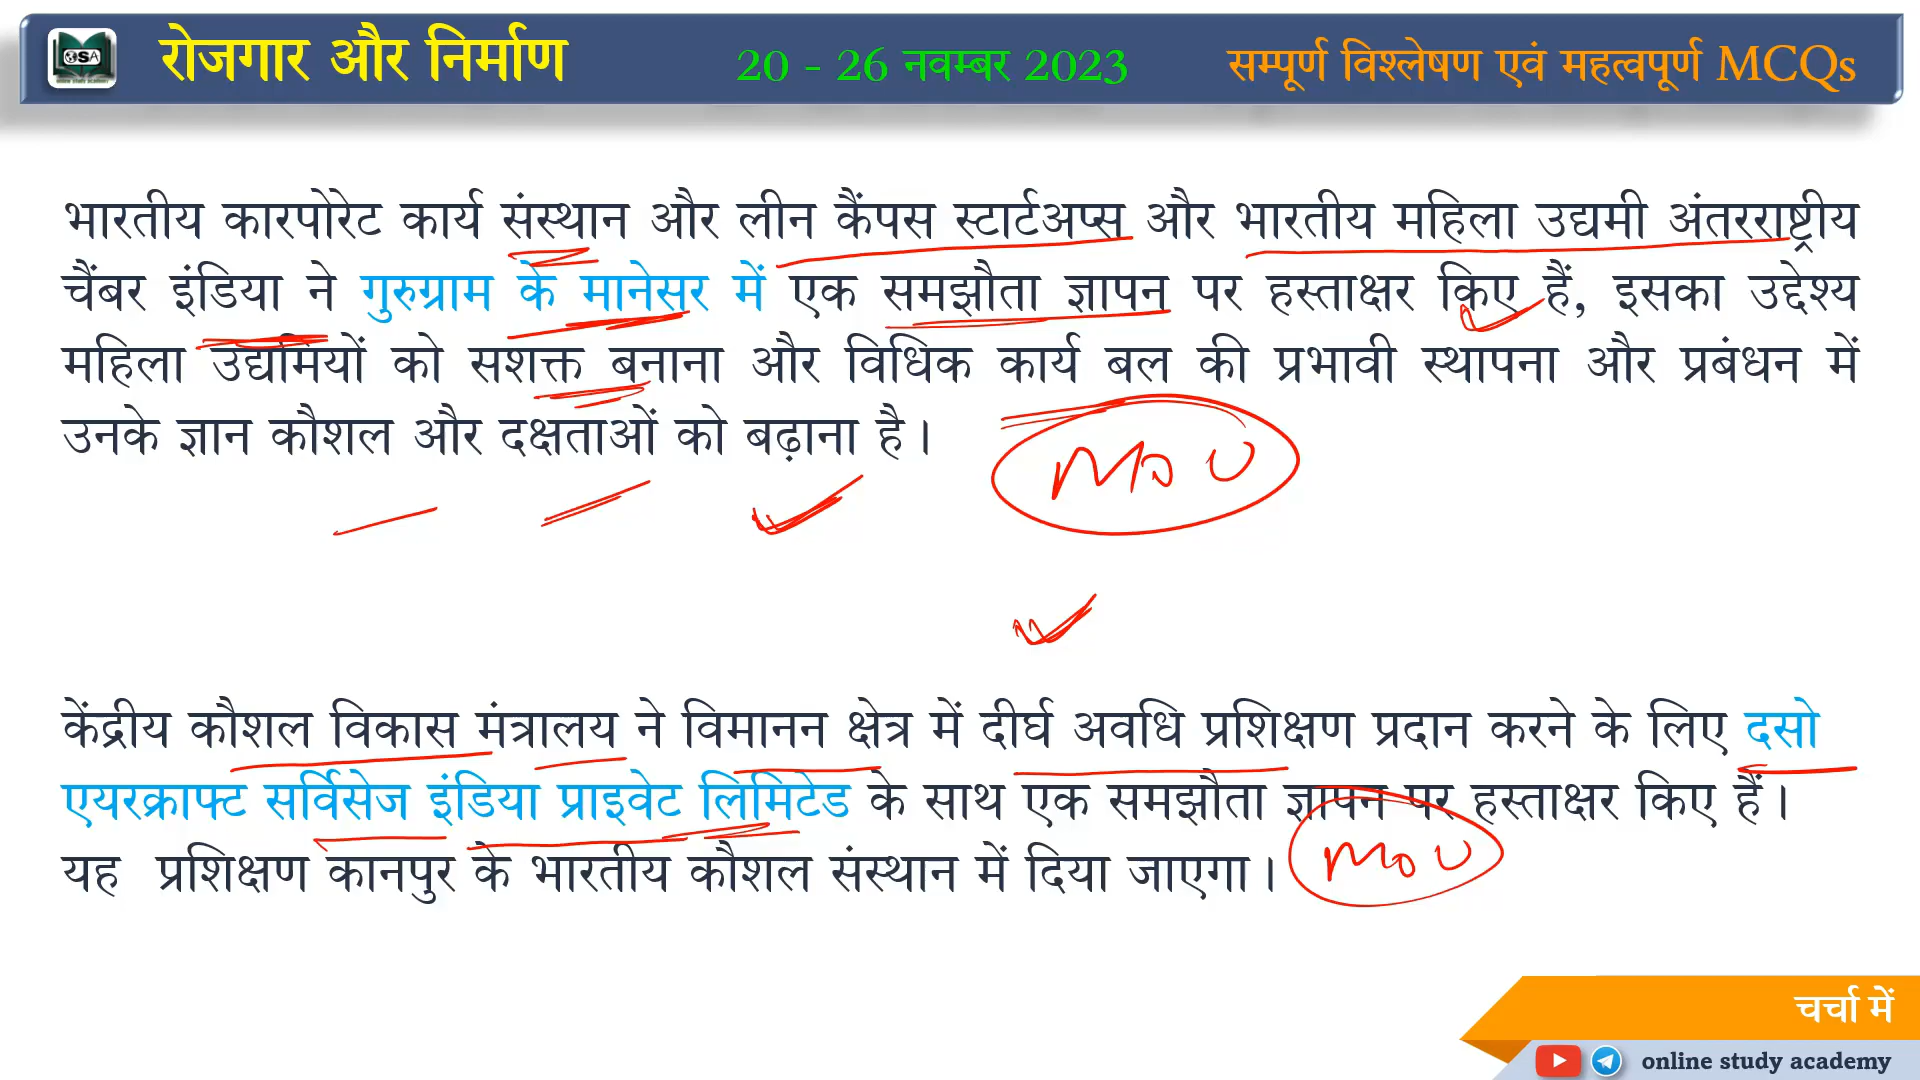 OSA
रोजगार और निर्माण
20 - 26 नवम्बर 2023
सम्पूर्ण विश्लेषण एवं महत्वपूर्ण MCQs
भारतीय कारपोरेट कार्य संस्थान और लीन कैंपस स्टार्टअप्स और भारतीय महिला उद्यमी अंतरराष्ट्रीय
चैंबर इंडिया ने गुरुग्राम के मानेसर में एक समझौता ज्ञापन पर हस्ताक्षर किए हैं, इसका उद्देश्य
महिला उद्यमियों को सशक्त बनाना और विधिक कार्य बल की प्रभावी स्थापना और प्रबंधन में
उनके ज्ञान कौशल और दक्षताओं को बढ़ाना है।
MoU
केंद्रीय कौशल विकास मंत्रालय ने विमानन क्षेत्र में दीर्घ अवधि प्रशिक्षण प्रदान करने के लिए दसो
एयरक्राफ्ट सर्विसेज इंडिया प्राइवेट लिमिटेड के साथ एक समझौता ज्ञापन पर हस्ताक्षर किए हैं।
यह प्रशिक्षण कानपुर के भारतीय कौशल संस्थान में दिया जाएगा।
MoU
चर्चा में
online study academy